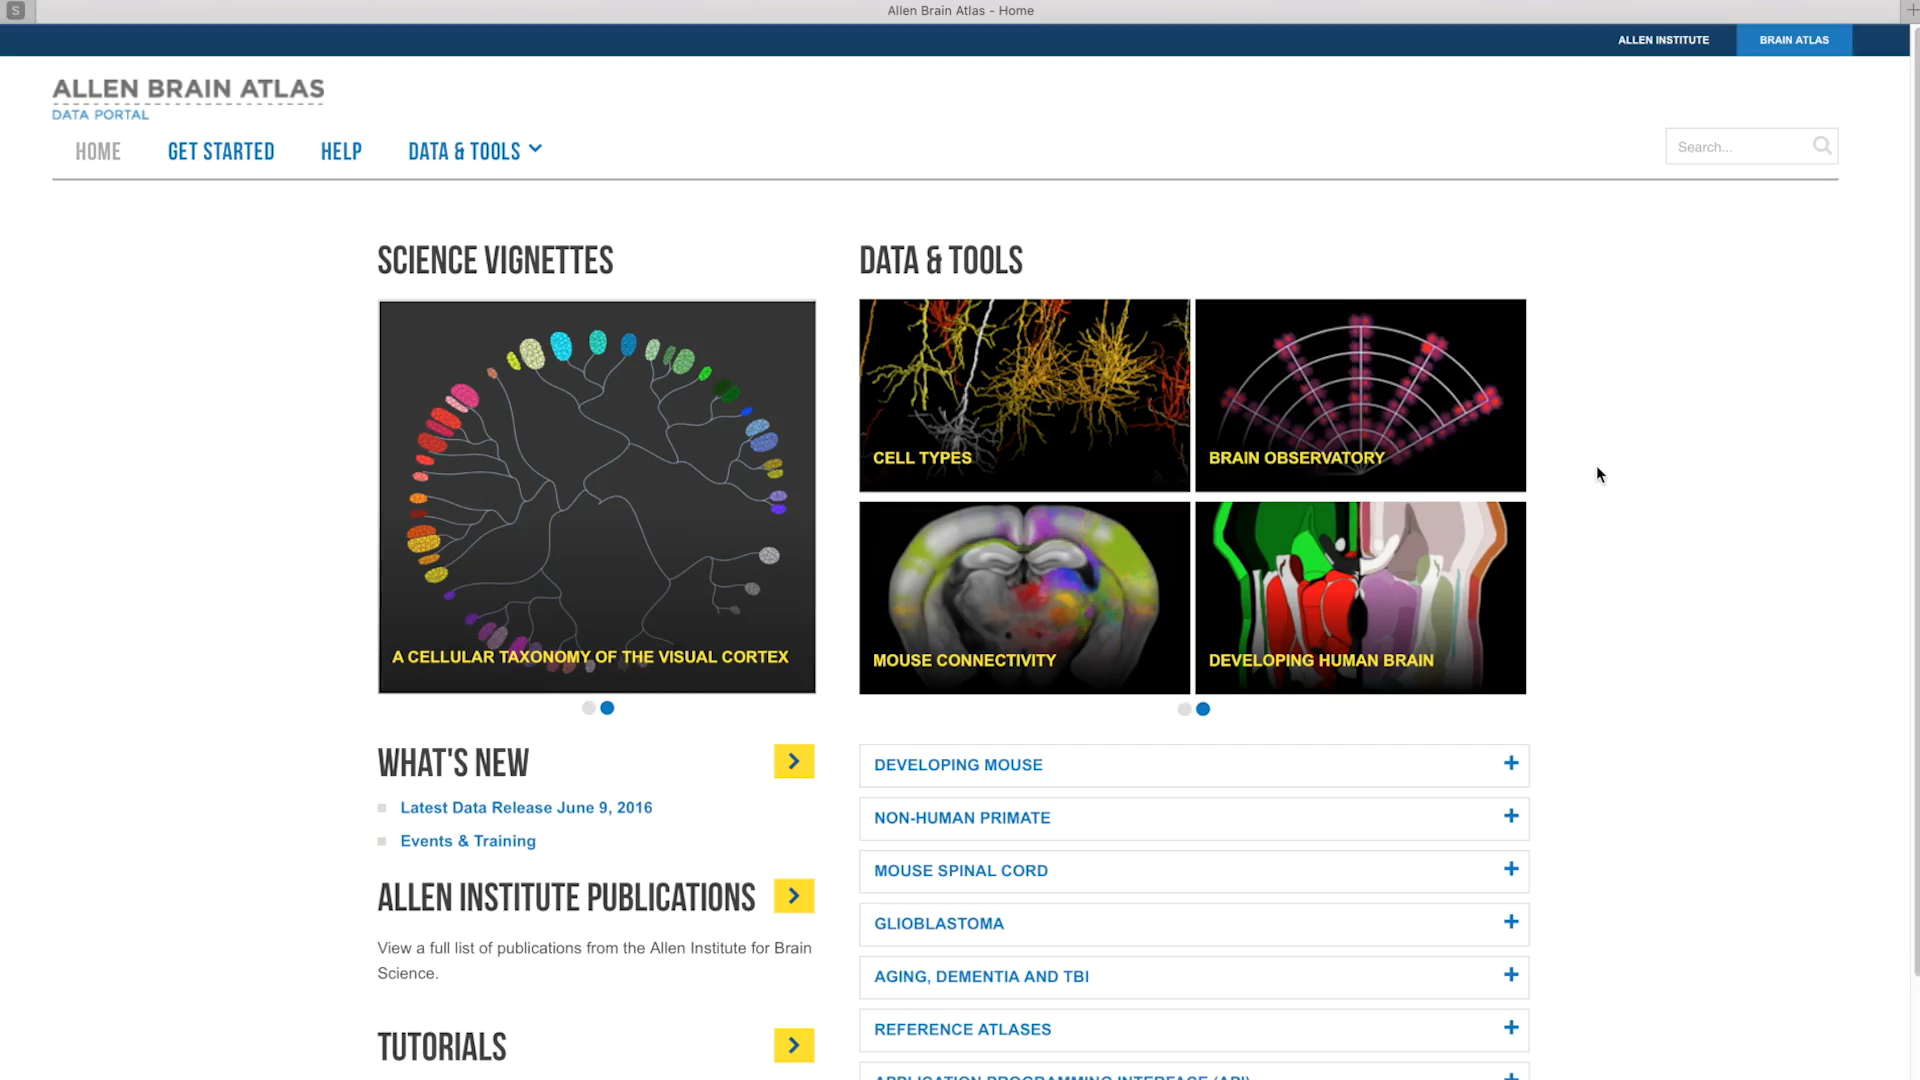 S
Allen Brain Atlas - Home
ALLEN INSTITUTE
BRAIN ATLAS
ALLEN BRAIN ATLAS
DATA PORTAL
HOME
GET STARTED
HELP
DATA & TOOLS
Search...
SCIENCE VIGNETTES
A CELLULAR TAXONOMY OF THE VISUAL CORTEX
WHAT'S NEW
Latest Data Release June 9, 2016
Events & Training
ALLEN INSTITUTE PUBLICATIONS
View a full list of publications from the Allen Institute for Brain
Science.
TUTORIALS
DATA & TOOLS
CELL TYPES
BRAIN OBSERVATORY
MOUSE CONNECTIVITY
DEVELOPING HUMAN BRAIN
DEVELOPING MOUSE
NON-HUMAN PRIMATE
MOUSE SPINAL CORD
GLIOBLASTOMA
AGING, DEMENTIA AND TBI
REFERENCE ATLASES
APPLICATION PROGRAMMING INTERFACE (API)